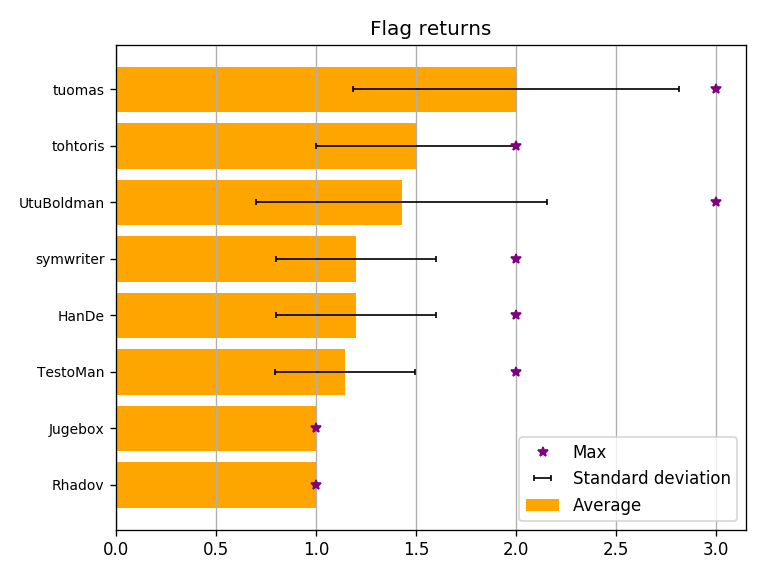 Flag returns
tuomas
tohtoris
UtuBoldman
symwriter
HanDe
TestoMan
Jugebox
Rhadov
Max
Standard deviation
Average
0.0 0.5 1.0 1.5 2.0 2.5 3.0